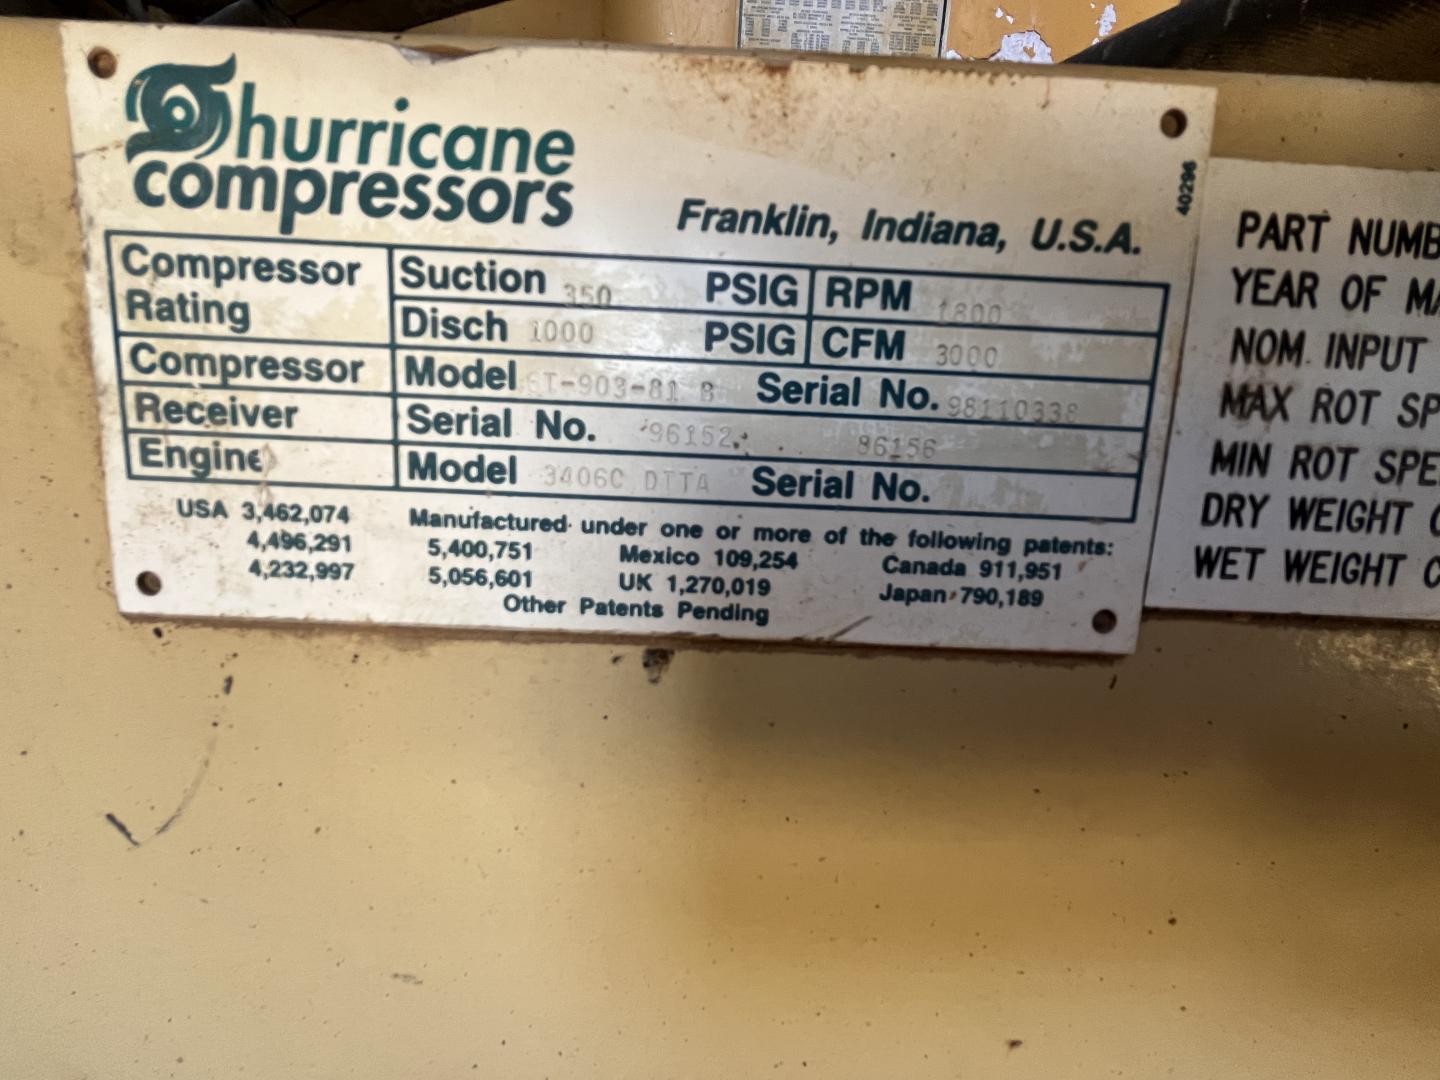 hurricane
compressors
Franklin, Indiana, U.S.A.
40296
Compressor Rating Suction 350 PSIG RPM 1800
Disch 1000 PSIG CFM 3000
Compressor Model 6T-903-81 B Serial No. 98110338
Receiver Serial No. 96152 96156
Engine Model 3406C DITA Serial No.
USA 3,462,074 Manufactured under one or more of the following patents:
4,496,291 5,400,751 Mexico 109,254 Canada 911,951
4,232,997 5,056,601 UK 1,270,019 Japan 790,189
Other Patents Pending
PART NUMB
YEAR OF MA
NOM. INPUT
MAX ROT SP
MIN ROT SPE
DRY WEIGHT
WET WEIGHT